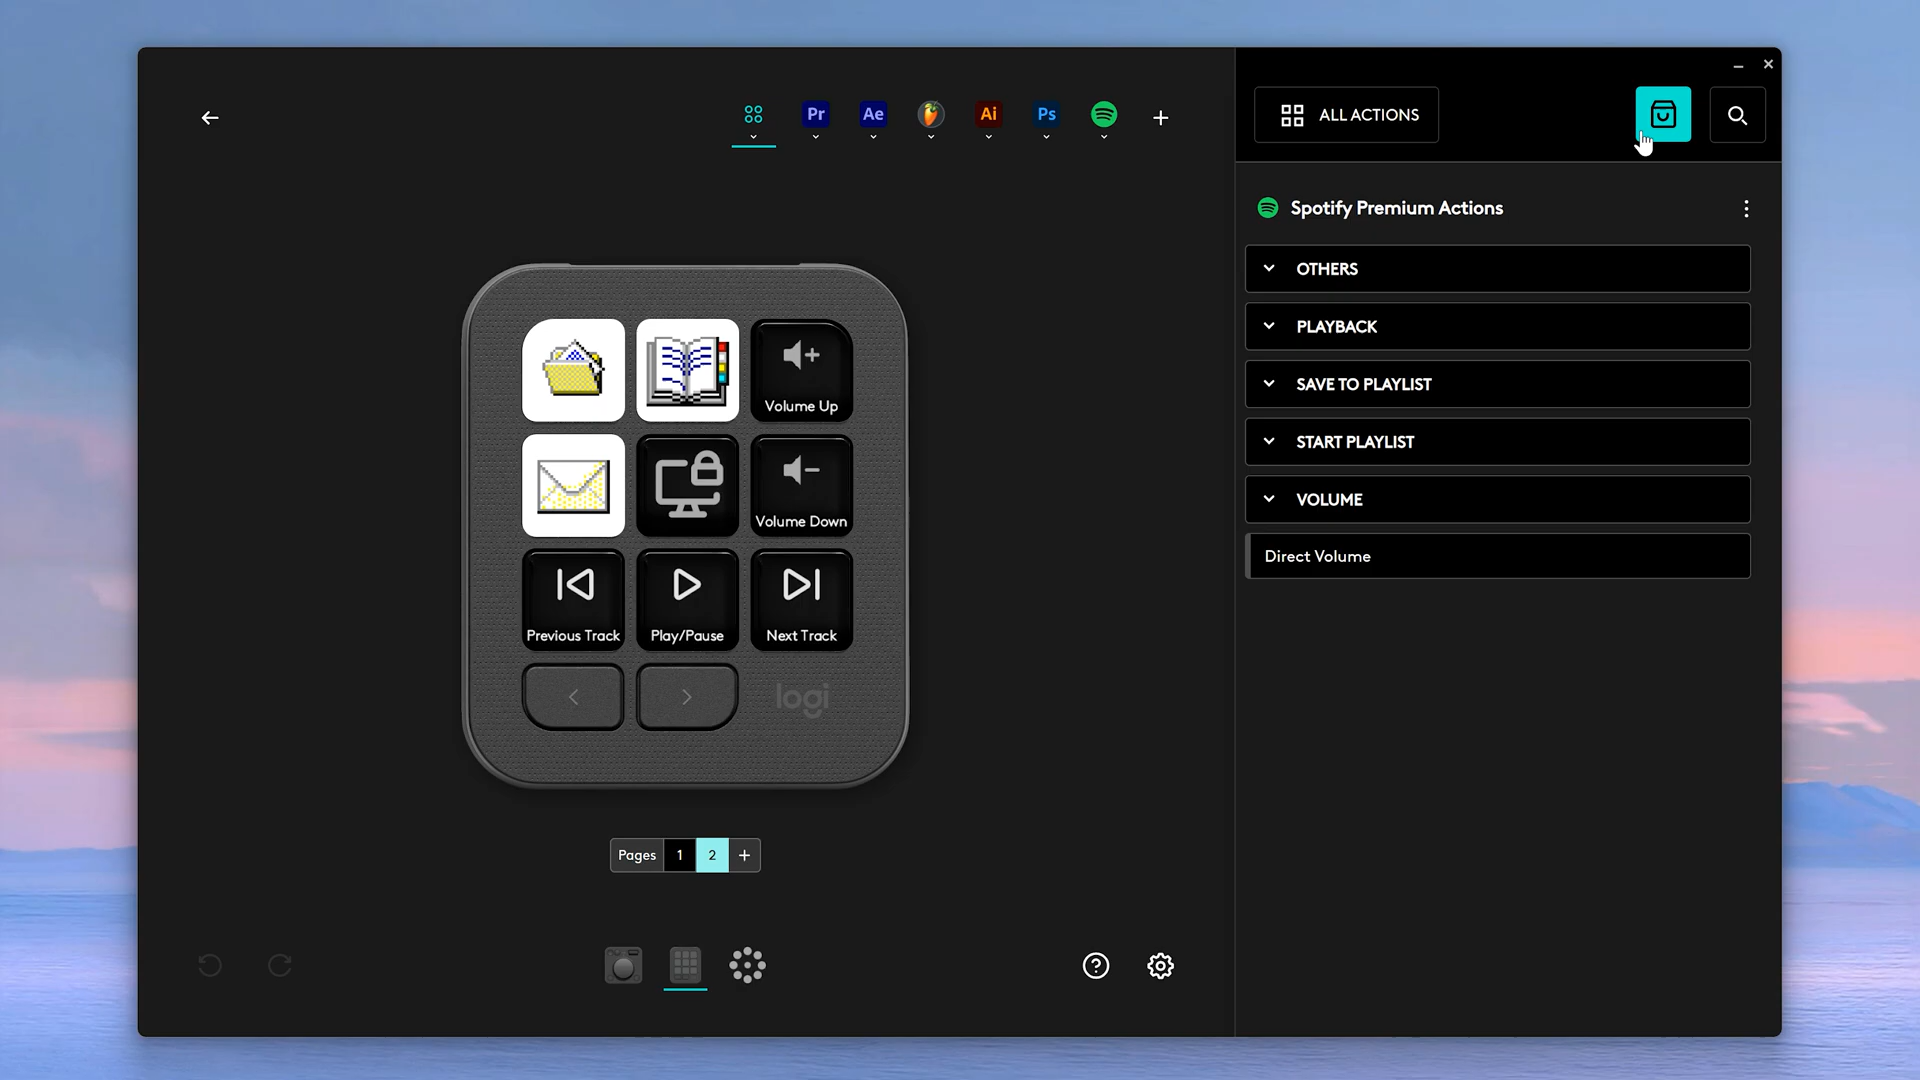 Pr
Ae
Ai
Ps
ALL ACTIONS
Spotify Premium Actions
OTHERS
PLAYBACK
SAVE TO PLAYLIST
START PLAYLIST
VOLUME
Direct Volume
Volume Up
Volume Down
Previous Track
Play/Pause
Next Track
logi
Pages 1 2 +